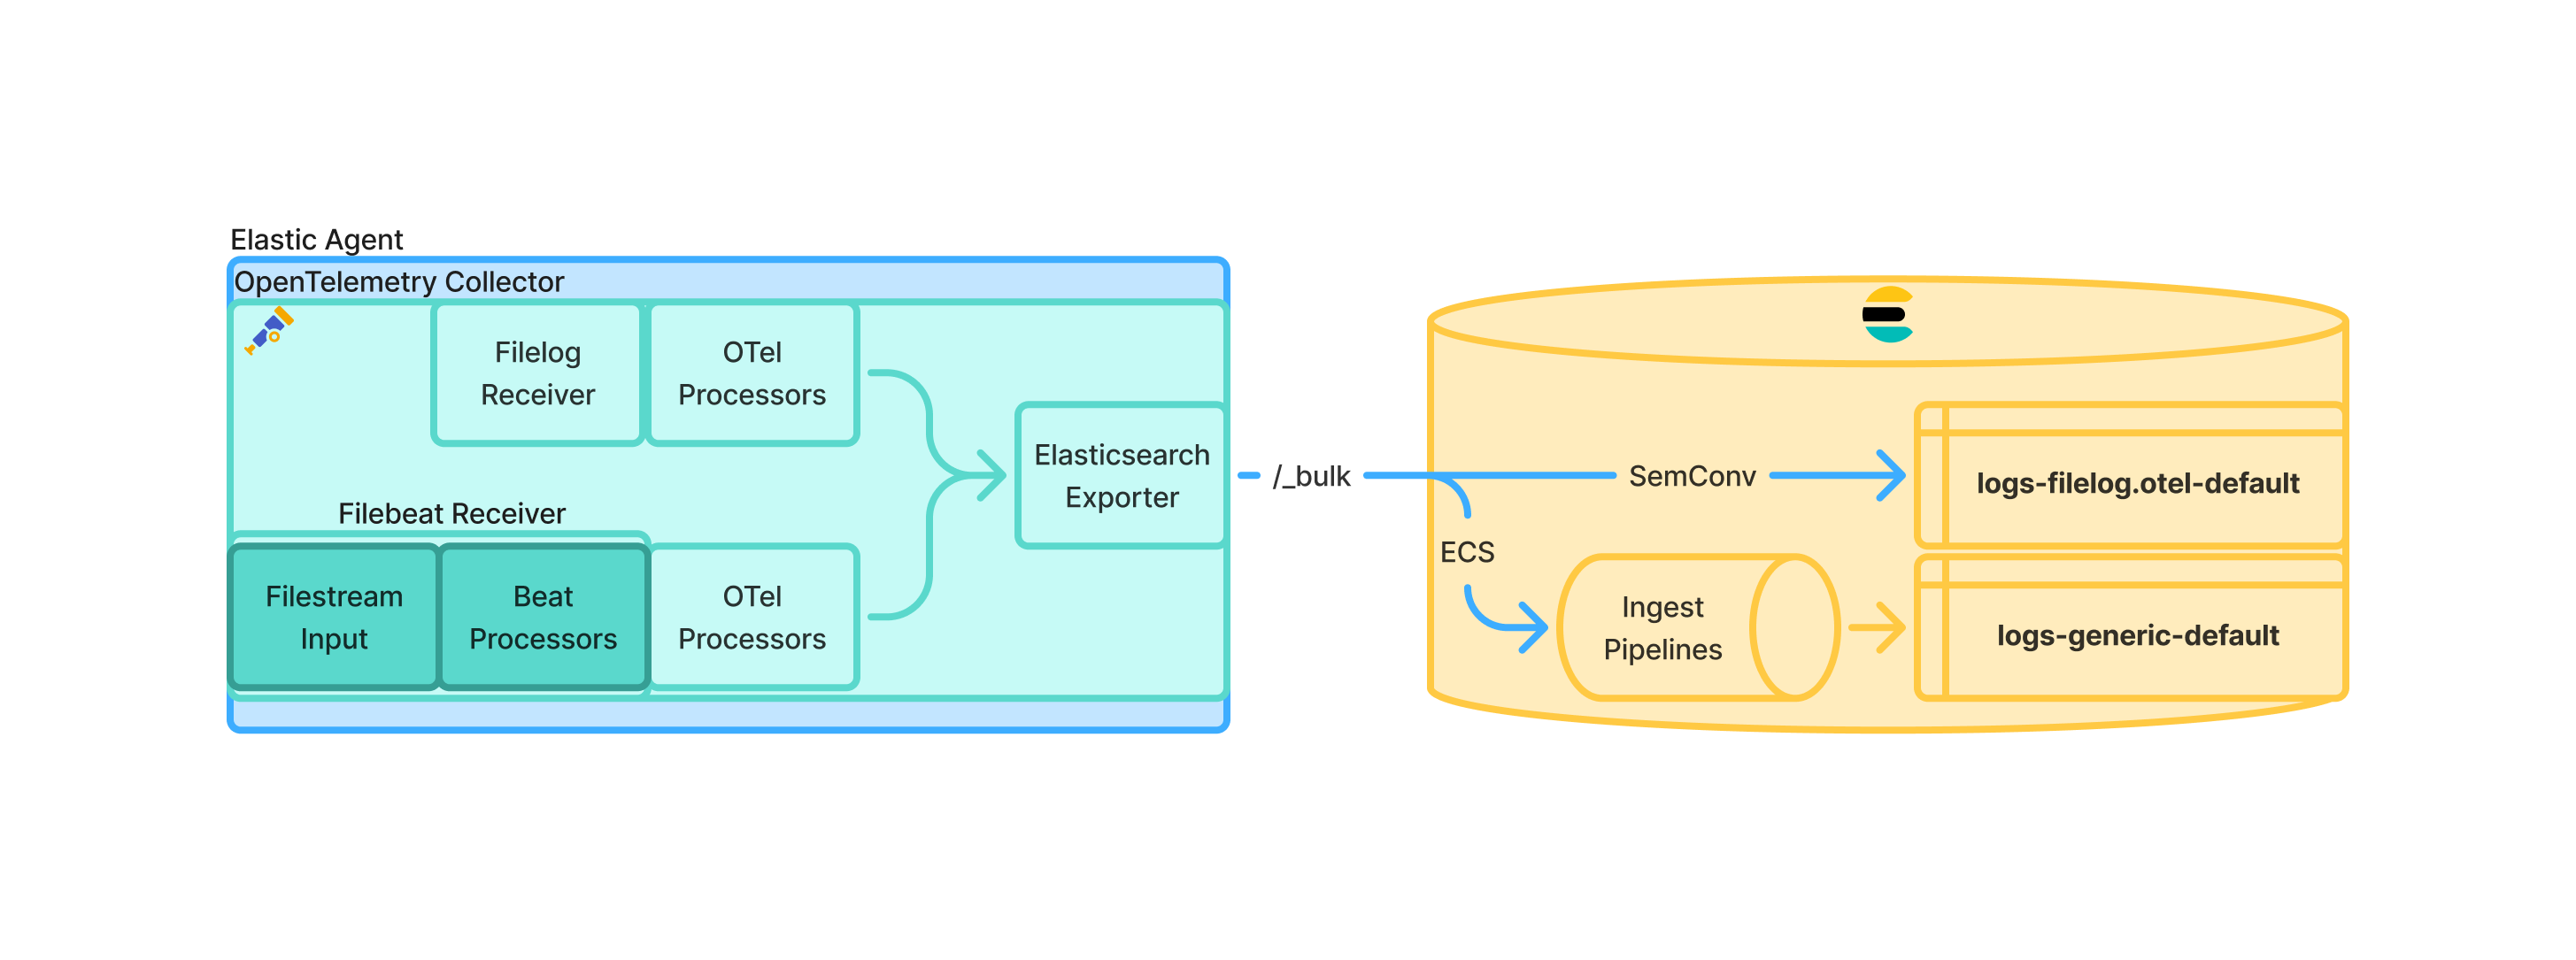 Elastic Agent
OpenTelemetry Collector
Filelog
Receiver
OTel
Processors
Elasticsearch
Exporter
Filebeat Receiver
Filestream
Input
Beat
Processors
OTel
Processors
/_bulk
SemConv
logs-filelog.otel-default
ECS
Ingest
Pipelines
logs-generic-default